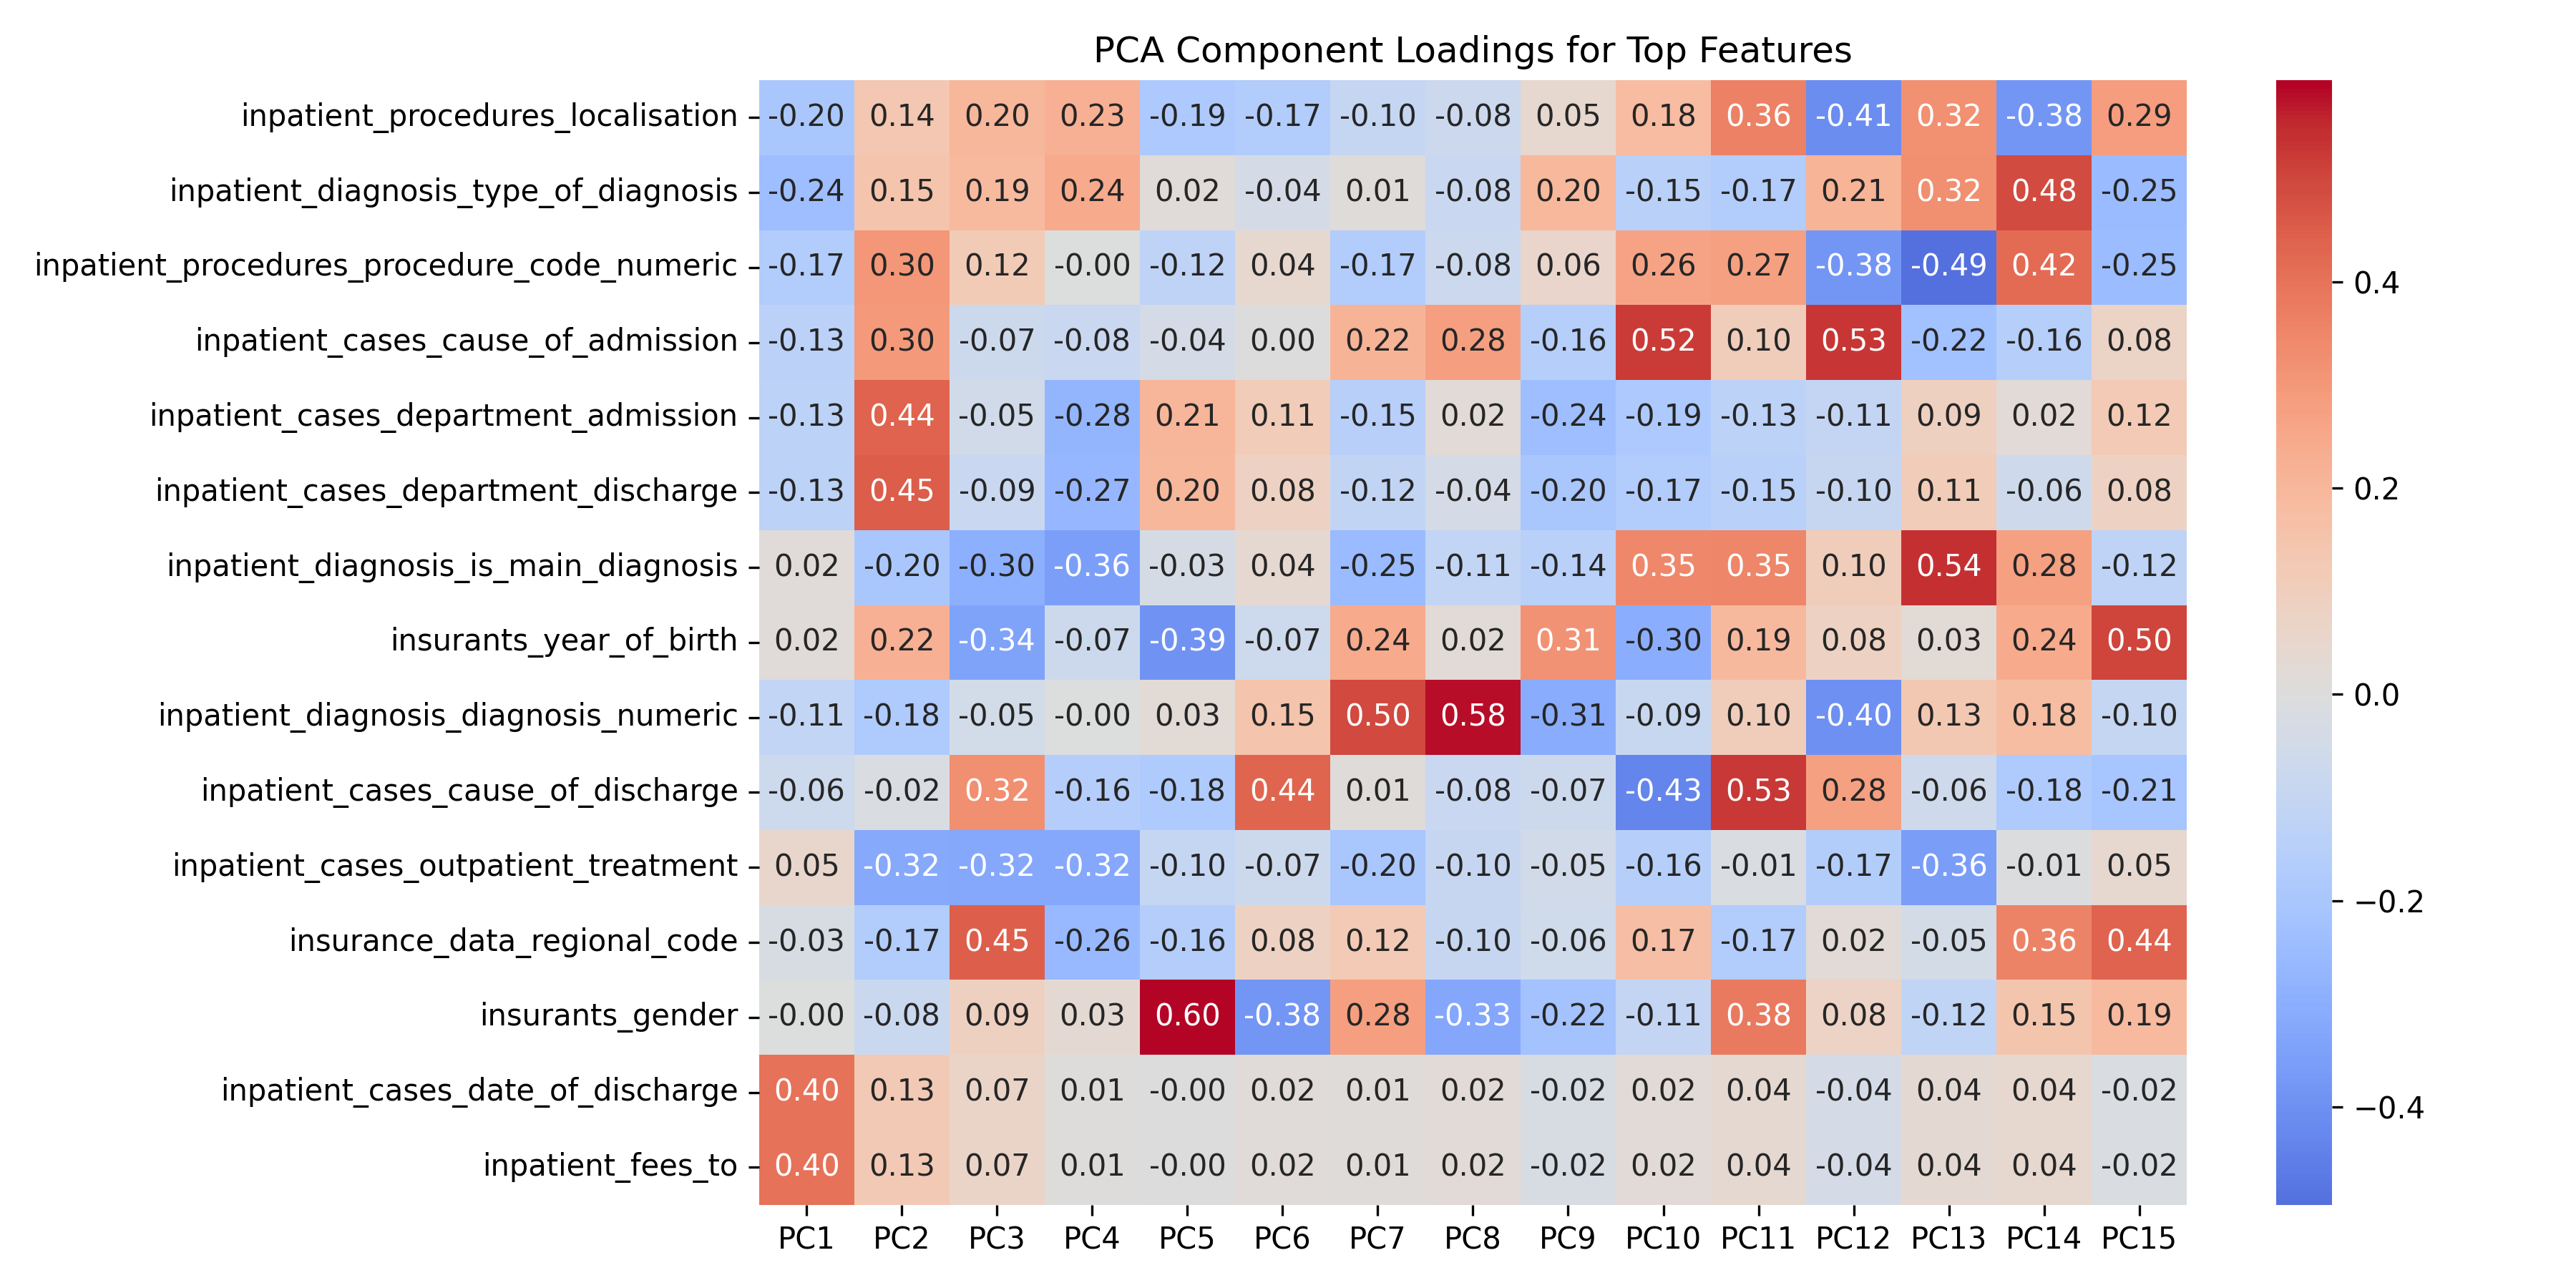 PCA Component Loadings for Top Features
inpatient_procedures_localisation -0.20 0.14 0.20 0.23 -0.19 -0.17 -0.10 -0.08 0.05 0.18 0.36 -0.41 0.32 -0.38 0.29
inpatient_diagnosis_type_of_diagnosis -0.24 0.15 0.19 0.24 0.02 -0.04 0.01 -0.08 0.20 -0.15 -0.17 0.21 0.32 0.48 -0.25
inpatient_procedures_procedure_code_numeric -0.17 0.30 0.12 -0.00 -0.12 0.04 -0.17 -0.08 0.06 0.26 0.27 -0.38 -0.49 0.42 -0.25
inpatient_cases_cause_of_admission -0.13 0.30 -0.07 -0.08 -0.04 0.00 0.22 0.28 -0.16 0.52 0.10 0.53 -0.22 -0.16 0.08
inpatient_cases_department_admission -0.13 0.44 -0.05 -0.28 0.21 0.11 -0.15 0.02 -0.24 -0.19 -0.13 -0.11 0.09 0.02 0.12
inpatient_cases_department_discharge -0.13 0.45 -0.09 -0.27 0.20 0.08 -0.12 -0.04 -0.20 -0.17 -0.15 -0.10 0.11 -0.06 0.08
inpatient_diagnosis_is_main_diagnosis 0.02 -0.20 -0.30 -0.36 -0.03 0.04 -0.25 -0.11 -0.14 0.35 0.35 0.10 0.54 0.28 -0.12
insurants_year_of_birth 0.02 0.22 -0.34 -0.07 -0.39 -0.07 0.24 0.02 0.31 -0.30 0.19 0.08 0.03 0.24 0.50
inpatient_diagnosis_diagnosis_numeric -0.11 -0.18 -0.05 -0.00 0.03 0.15 0.50 0.58 -0.31 -0.09 0.10 -0.40 0.13 0.18 -0.10
inpatient_cases_cause_of_discharge -0.06 -0.02 0.32 -0.16 -0.18 0.44 0.01 -0.08 -0.07 -0.43 0.53 0.28 -0.06 -0.18 -0.21
inpatient_cases_outpatient_treatment 0.05 -0.32 -0.32 -0.32 -0.10 -0.07 -0.20 -0.10 -0.05 -0.16 -0.01 -0.17 -0.36 -0.01 0.05
insurance_data_regional_code -0.03 -0.17 0.45 -0.26 -0.16 0.08 0.12 -0.10 -0.06 0.17 -0.17 0.02 -0.05 0.36 0.44
insurants_gender -0.00 -0.08 0.09 0.03 0.60 -0.38 0.28 -0.33 -0.22 -0.11 0.38 0.08 -0.12 0.15 0.19
inpatient_cases_date_of_discharge 0.40 0.13 0.07 0.01 -0.00 0.02 0.01 0.02 -0.02 0.02 0.04 -0.04 0.04 0.04 -0.02
inpatient_fees_to 0.40 0.13 0.07 0.01 -0.00 0.02 0.01 0.02 -0.02 0.02 0.04 -0.04 0.04 0.04 -0.02
PC1 PC2 PC3 PC4 PC5 PC6 PC7 PC8 PC9 PC10 PC11 PC12 PC13 PC14 PC15
0.4
0.2
0.0
−0.2
−0.4